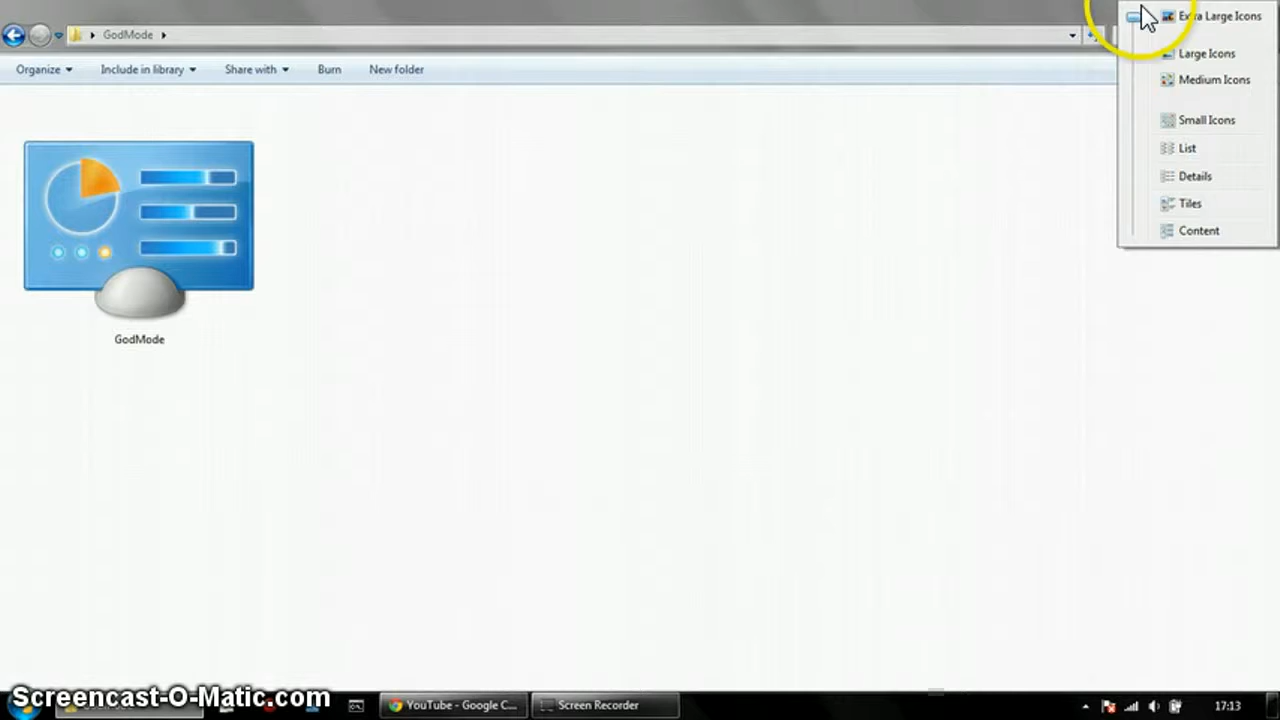 GodMode
Organize
Include in library
Share with
Burn
New folder
Extra Large Icons
Large Icons
Medium Icons
Small Icons
List
Details
Tiles
Content
GodMode
Screencast-O-Matic.com
YouTube - Google C...
Screen Recorder
17:13